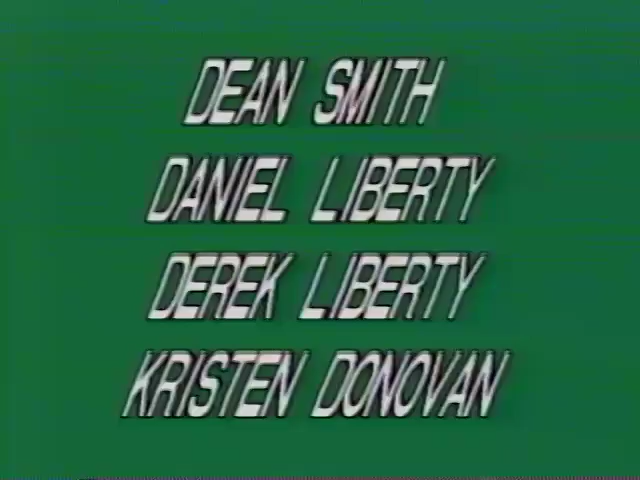 DEAN SMITH
DANIEL LIBERTY
DEREK LIBERTY
KRISTEN DONOVAN